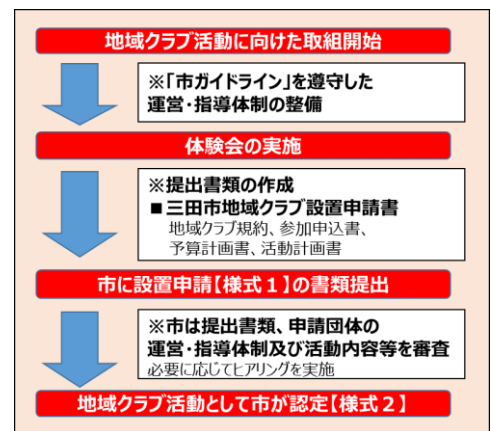 地域クラブ活動に向けた取組開始
※「市ガイドライン」を遵守した
運営・指導体制の整備
体験会の実施
※提出書類の作成
■三田市地域クラブ設置申請書
地域クラブ規約、参加申込書、
予算計画書、活動計画書
市に設置申請【様式１】の書類提出
※市は提出書類、申請団体の
運営・指導体制及び活動内容等を審査
必要に応じてヒアリングを実施
地域クラブ活動として市が認定【様式２】